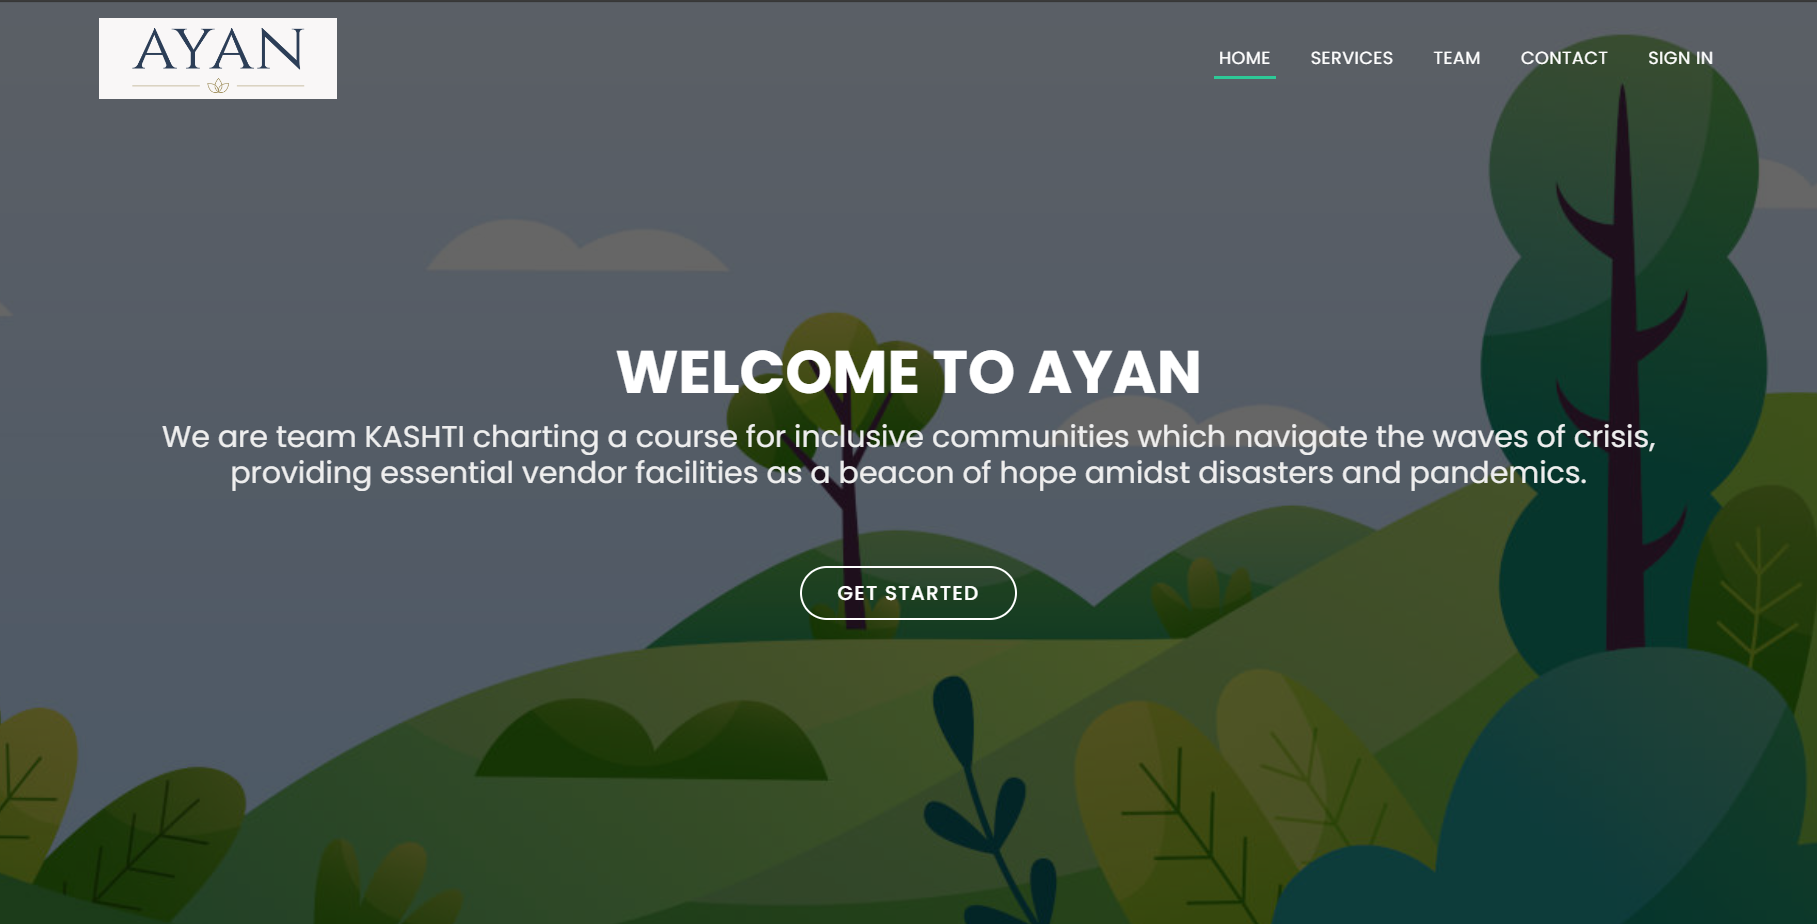 AYAN
HOME SERVICES TEAM CONTACT SIGN IN
WELCOME TO AYAN
We are team KASHTI charting a course for inclusive communities which navigate the waves of crisis,
providing essential vendor facilities as a beacon of hope amidst disasters and pandemics.
GET STARTED